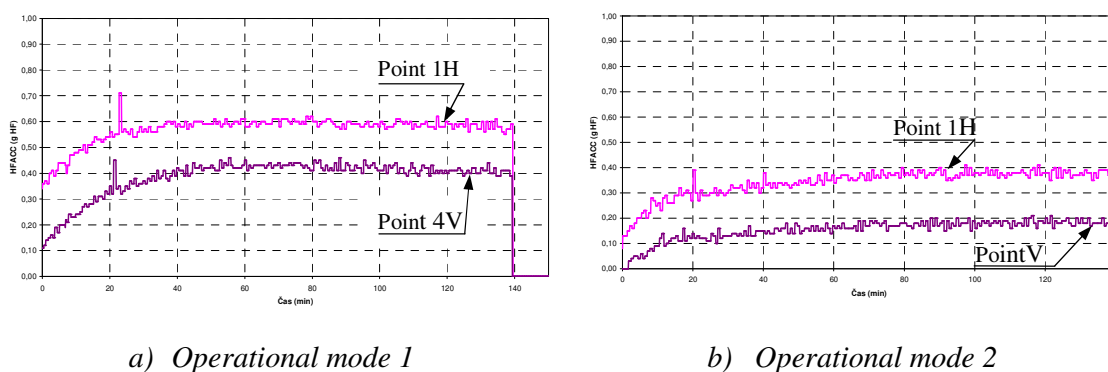 1,00
0,90
0,80
0,70
0,60
0,50
0,40
0,30
0,20
0,10
0,00
HFACC (g HF)
0 20 40 60 80 100 120 140
Čas (min)
Point 1H
Point 4V
a) Operational mode 1
1,00
0,90
0,80
0,70
0,60
0,50
0,40
0,30
0,20
0,10
0,00
HFACC (g HF)
0 20 40 60 80 100 120
Čas (min)
Point 1H
PointV
b) Operational mode 2